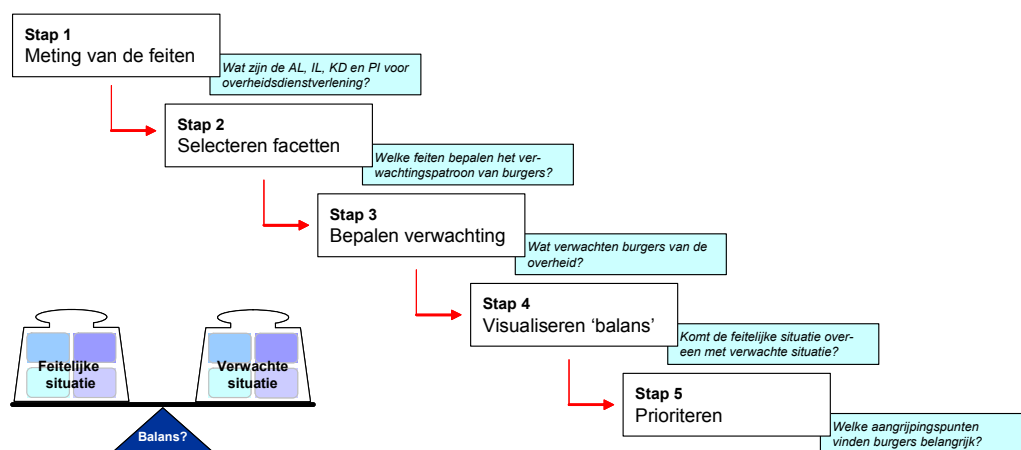 Stap 1
Meting van de feiten
Wat zijn de AL, IL, KD en PI voor
overheidsdienstverlening?
Stap 2
Selecteren facetten
Welke feiten bepalen het ver-
wachtingspatroon van burgers?
Stap 3
Bepalen verwachting
Wat verwachten burgers van de
overheid?
Stap 4
Visualiseren ‘balans’
Komt de feitelijke situatie over-
een met verwachte situatie?
Stap 5
Prioriteren
Welke aangrijpingspunten
vinden burgers belangrijk?
Feitelijke
situatie
Verwachte
situatie
Balans?